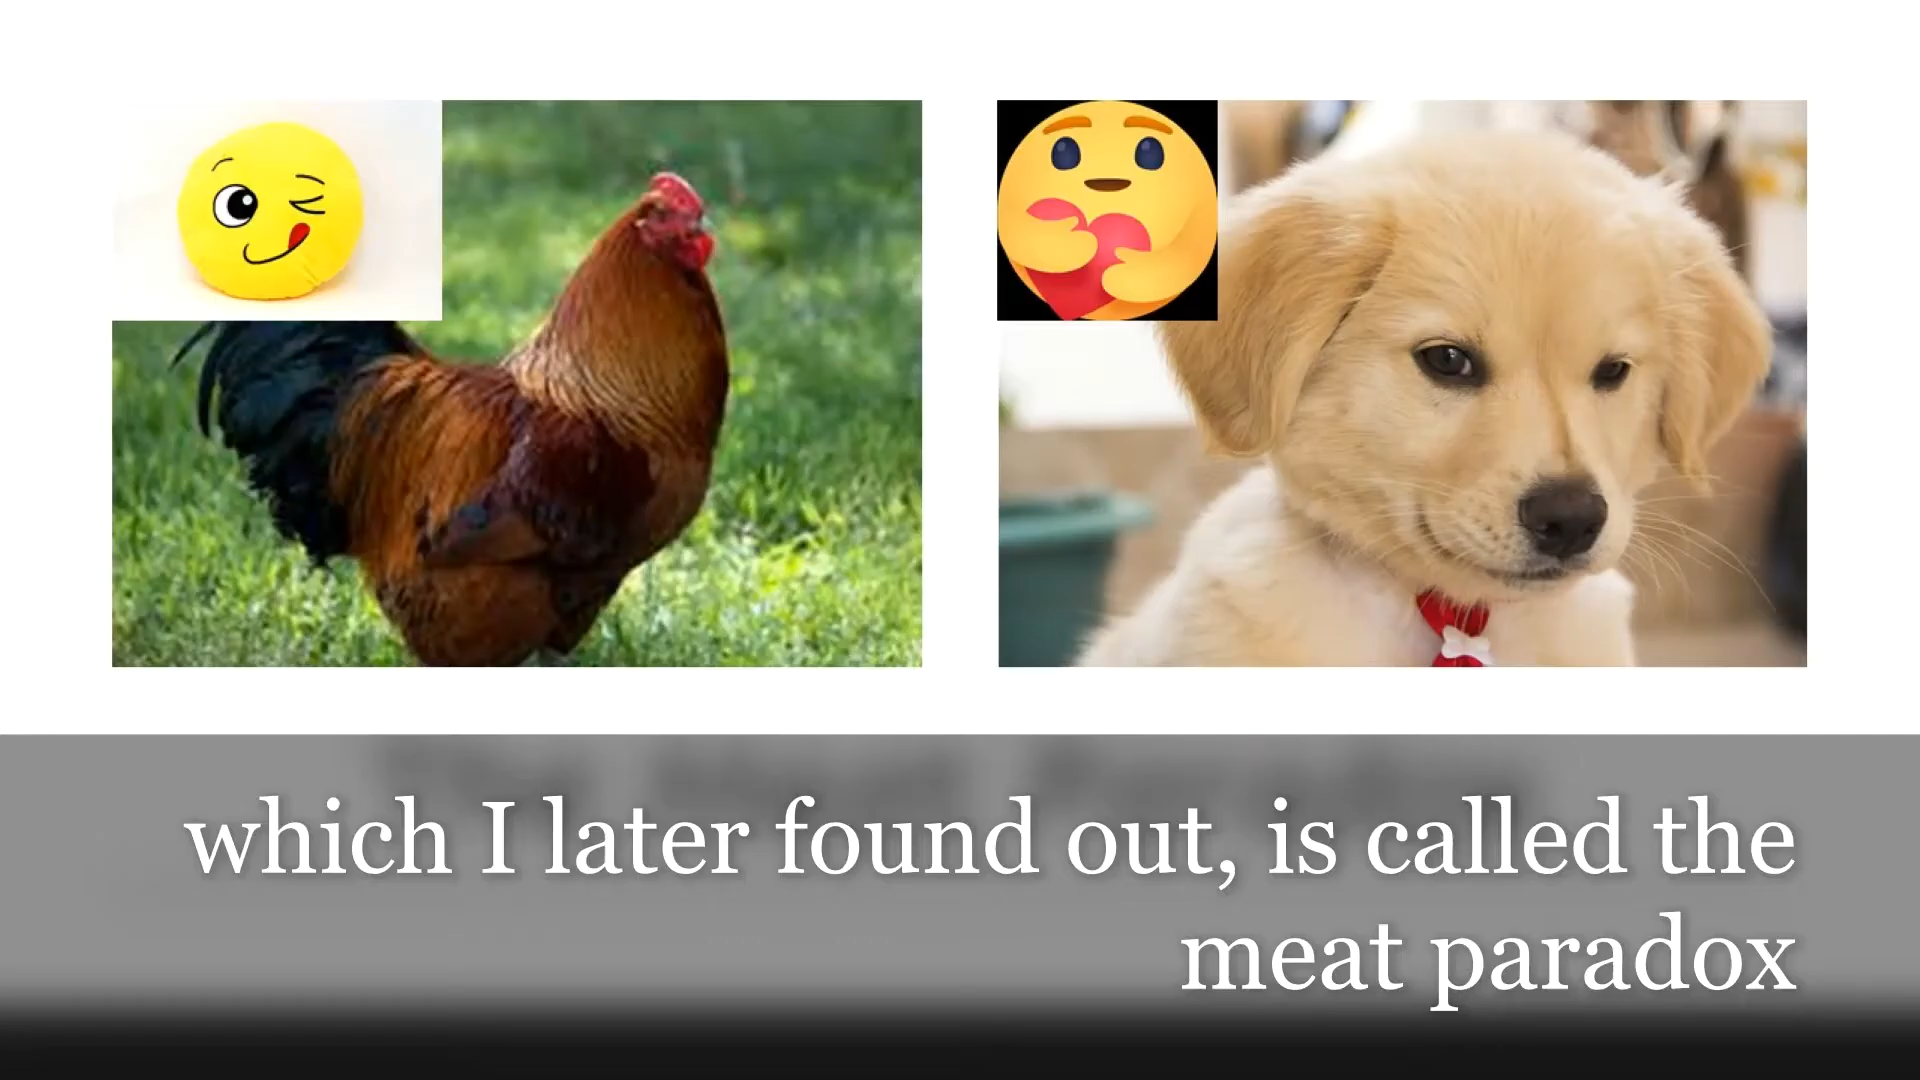 which I later found out, is called the
meat paradox